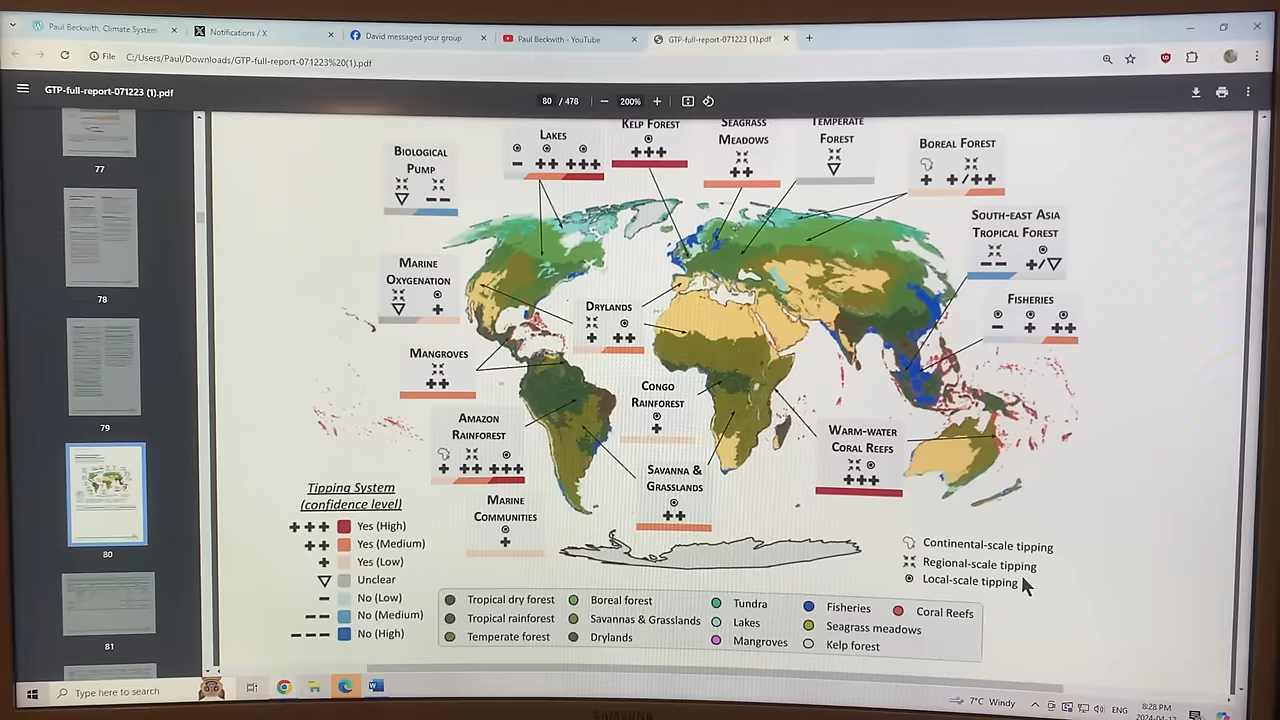 Paul Beckwith, Climate System
Notifications / X
David messaged your group
Paul Beckwith - YouTube
GTP-full-report-071223 (1).pdf
File C:/Users/Paul/Downloads/GTP-full-report-071223%20(1).pdf
GTP-full-report-071223 (1).pdf
80 / 478
200%
77
78
79
80
81
BIOLOGICAL
PUMP
LAKES
KELP FOREST
SEAGRASS
MEADOWS
TEMPERATE
FOREST
BOREAL FOREST
SOUTH-EAST ASIA
TROPICAL FOREST
MARINE
OXYGENATION
DRYLANDS
FISHERIES
MANGROVES
CONGO
RAINFOREST
AMAZON
RAINFOREST
WARM-WATER
CORAL REEFS
SAVANNA &
GRASSLANDS
MARINE
COMMUNITIES
Tipping System
(confidence level)
+++ Yes (High)
++ Yes (Medium)
+ Yes (Low)
▽ Unclear
– No (Low)
– – No (Medium)
– – – No (High)
Continental-scale tipping
Regional-scale tipping
Local-scale tipping
Tropical dry forest
Tropical rainforest
Temperate forest
Boreal forest
Savannas & Grasslands
Drylands
Tundra
Lakes
Mangroves
Fisheries
Seagrass meadows
Kelp forest
Coral Reefs
Type here to search
7°C Windy
ENG
8:28 PM
2024-04-17
SAMSUNG